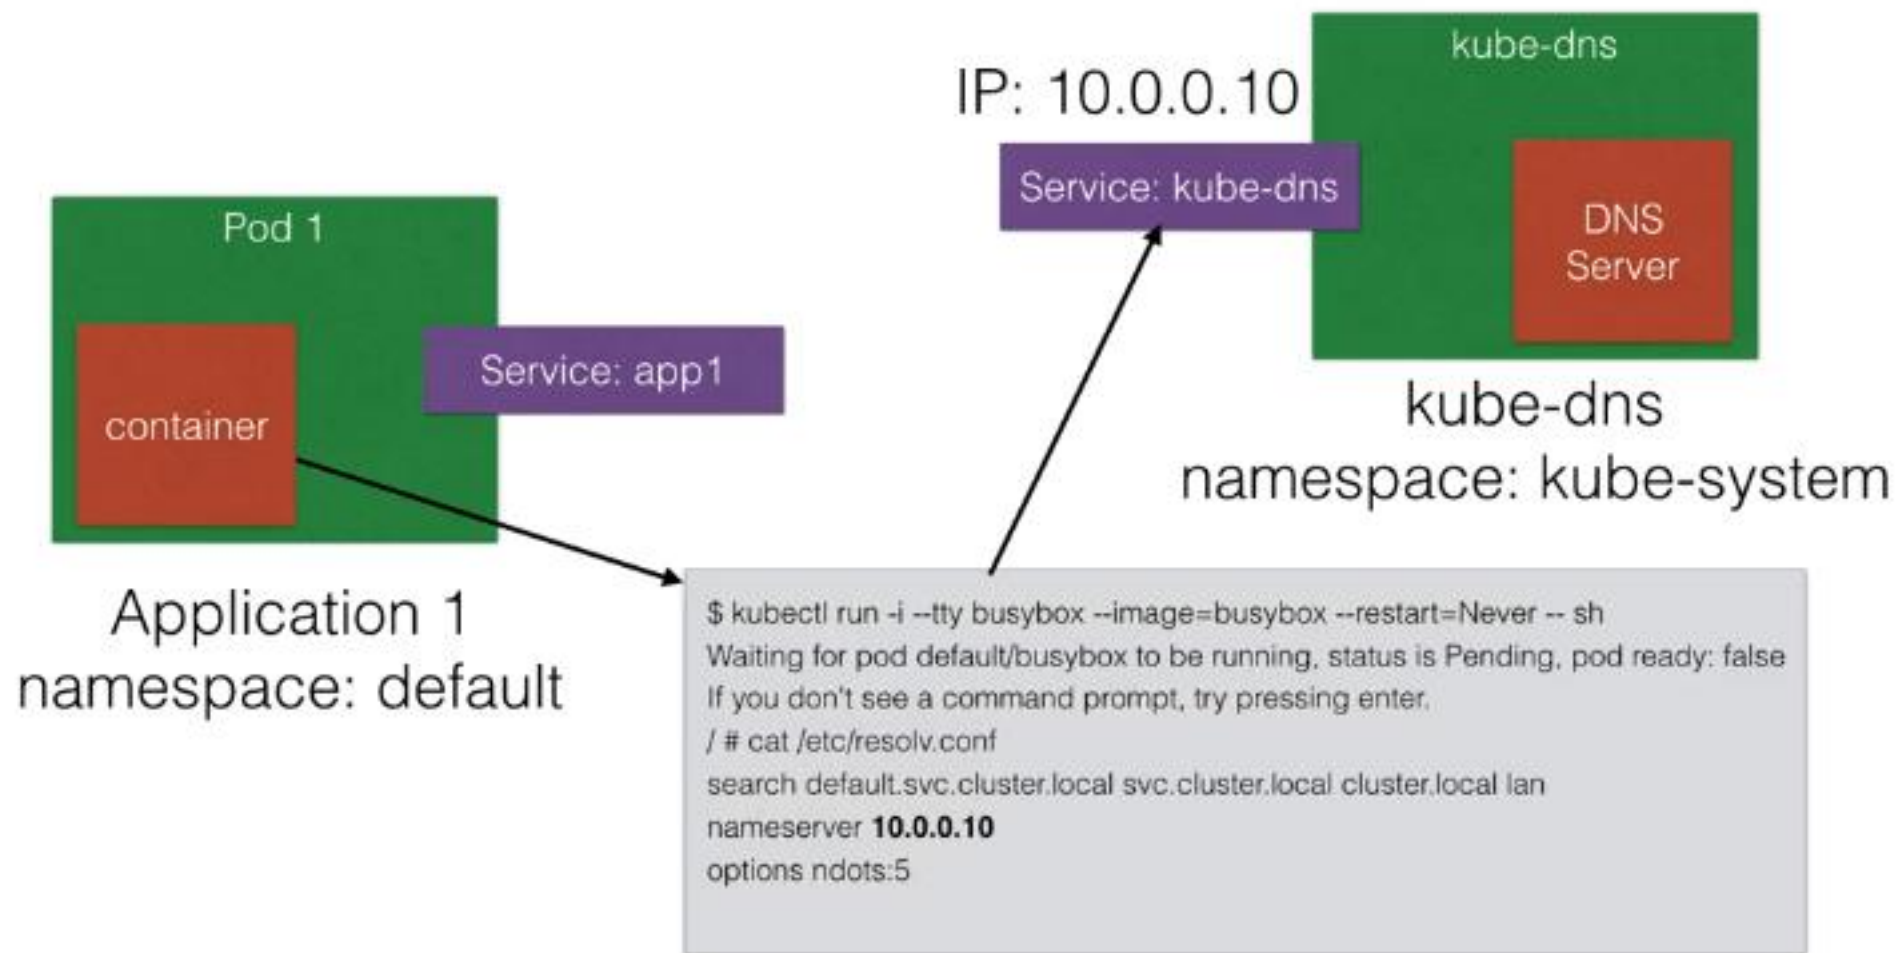 kube-dns
IP: 10.0.0.10
Service: kube-dns
DNS
Server
kube-dns
namespace: kube-system
Pod 1
container
Service: app1
Application 1
namespace: default
$ kubectl run -i --tty busybox --image=busybox --restart=Never -- sh
Waiting for pod default/busybox to be running, status is Pending, pod ready: false
If you don't see a command prompt, try pressing enter.
/ # cat /etc/resolv.conf
search default.svc.cluster.local svc.cluster.local cluster.local lan
nameserver 10.0.0.10
options ndots:5